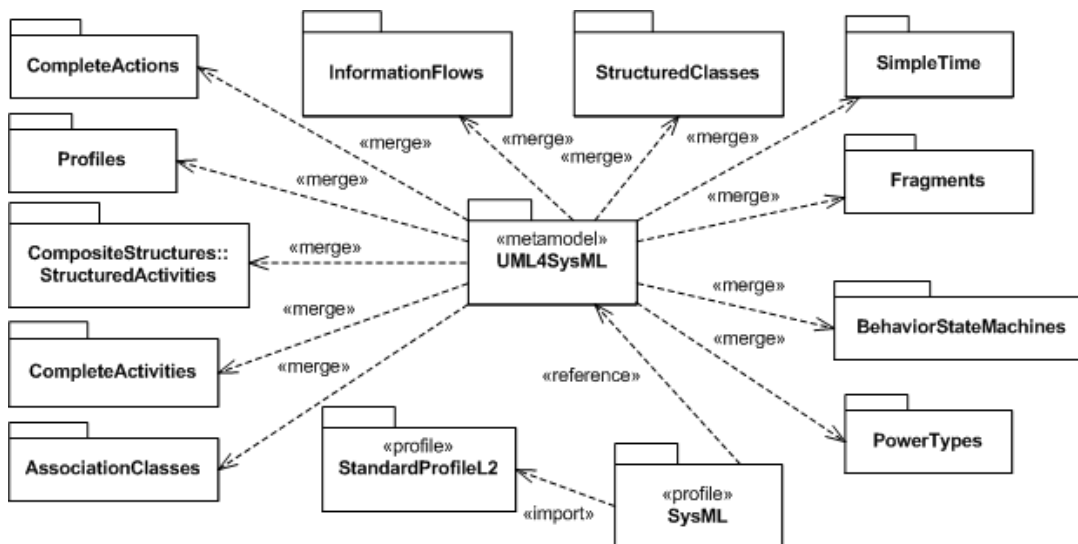 CompleteActions
InformationFlows
StructuredClasses
SimpleTime
«merge»
«merge»
«merge»
«merge»
Profiles
«merge»
Fragments
«merge»
CompositeStructures::
StructuredActivities
«merge»
«metamodel»
UML4SysML
«merge»
BehaviorStateMachines
«merge»
«merge»
CompleteActivities
«merge»
«reference»
AssociationClasses
«profile»
StandardProfileL2
PowerTypes
«import»
«profile»
SysML